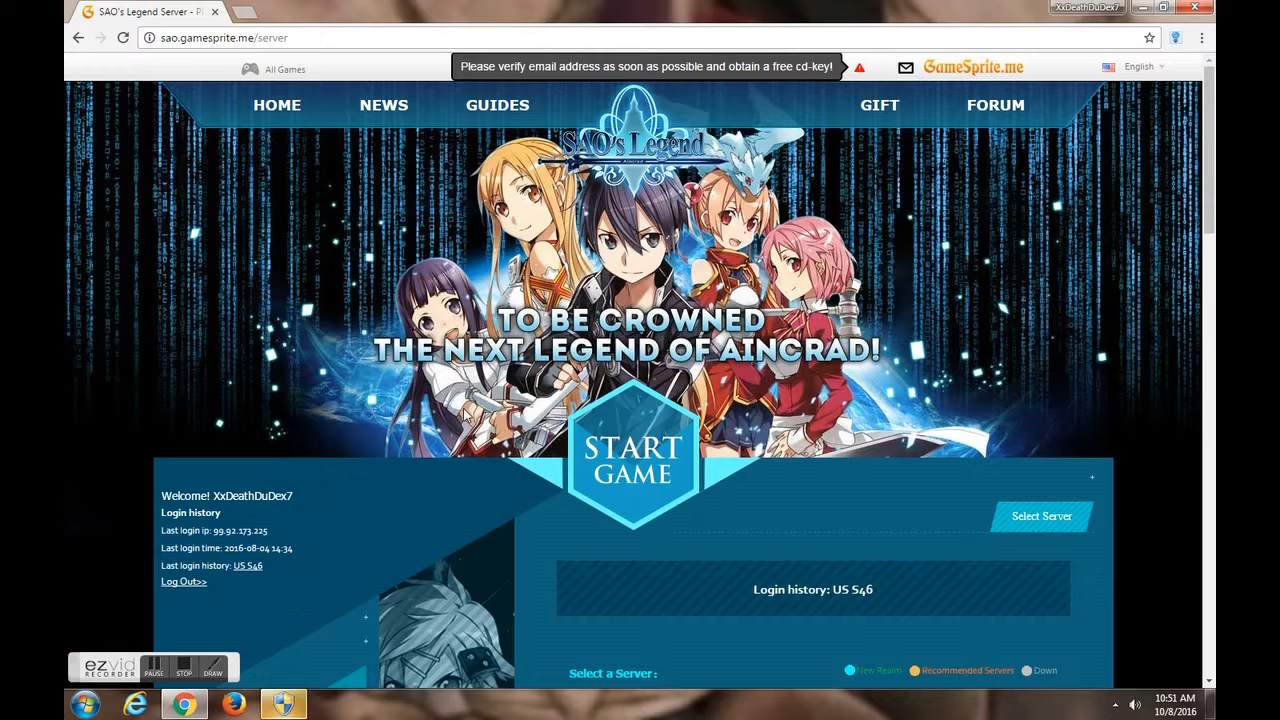 SAO's Legend Server - Pl
XxDeathDuDex7
sao.gamesprite.me/server
All Games
Please verify email address as soon as possible and obtain a free cd-key!
GameSprite.me
English
HOME
NEWS
GUIDES
GIFT
FORUM
SAO's Legend
Aincrad
TO BE CROWNED
THE NEXT LEGEND OF AINCRAD!
START
GAME
Welcome! XxDeathDuDex7
Login history
Last login ip: 99.92.173.225
Last login time: 2016-08-04 14:34
Last login history: US S46
Log Out>>
Select Server
Login history: US S46
Select a Server:
New Realm
Recommended Servers
Down
ezvid
RECORDER
PAUSE
STOP
DRAW
10:51 AM
10/8/2016